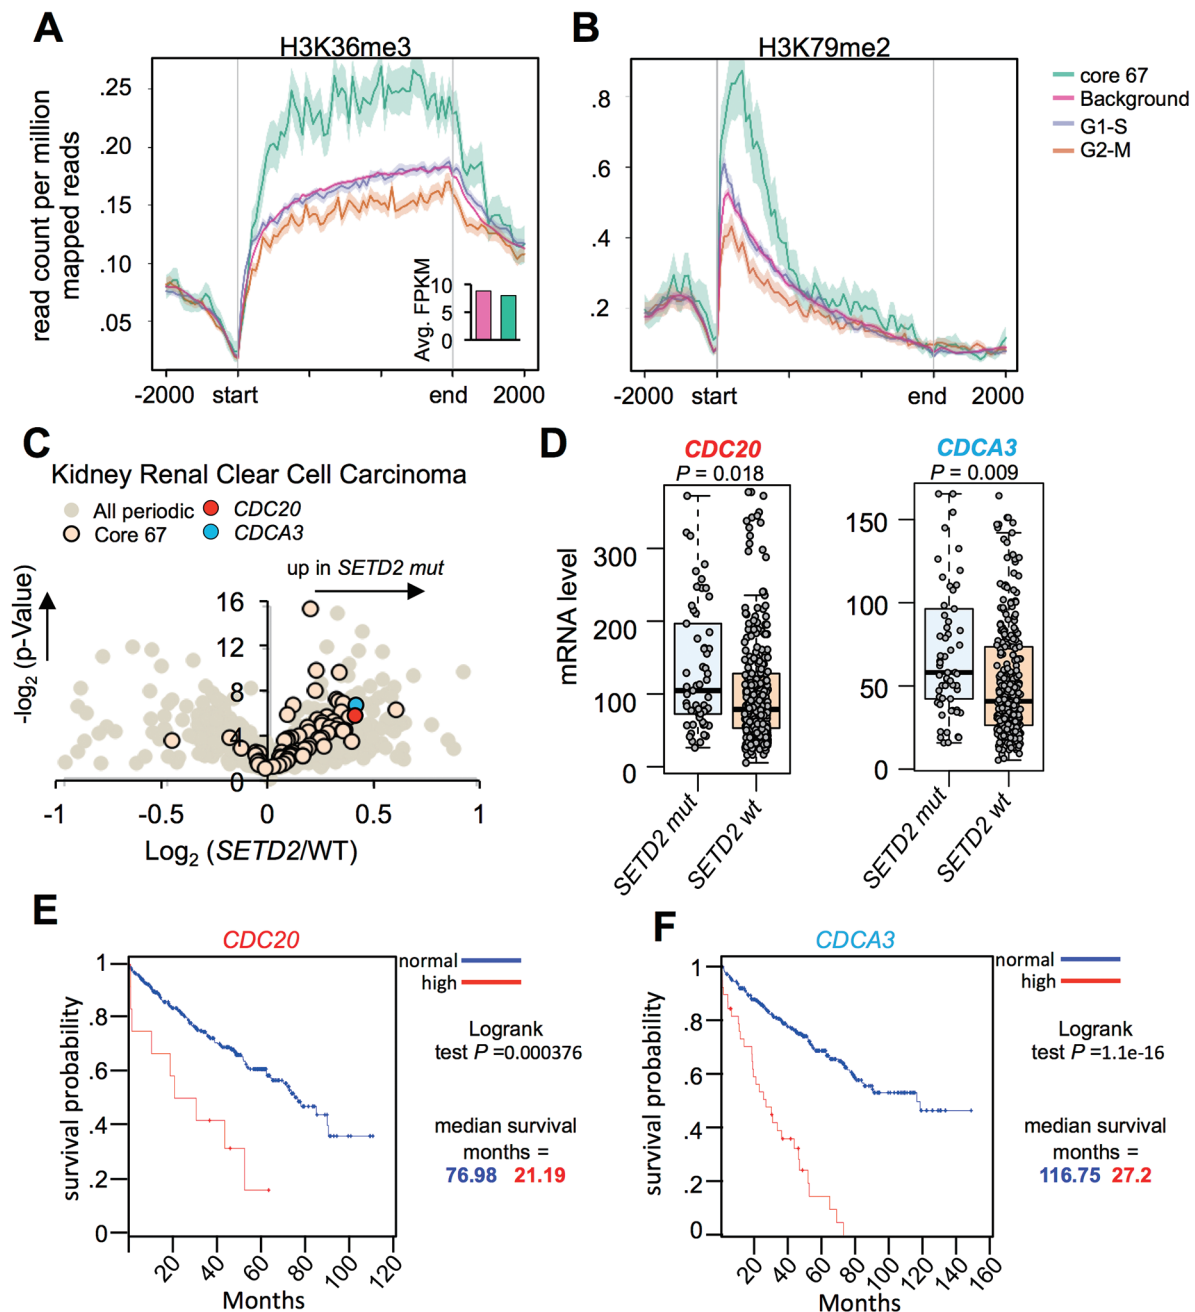 A
H3K36me3
read count per million
mapped reads
.25
.20
.15
.10
.05
Avg. FPKM
10
5
0
-2000 start end 2000
B
H3K79me2
.8
.6
.4
.2
-2000 start end 2000
core 67
Background
G1-S
G2-M
C
Kidney Renal Clear Cell Carcinoma
All periodic CDC20
Core 67 CDCA3
up in SETD2 mut
-log2 (p-Value)
16
12
8
4
0
-1 -0.5 0 0.5 1
Log2 (SETD2/WT)
D
CDC20
P = 0.018
mRNA level
300
200
100
0
SETD2 mut
SETD2 wt
CDCA3
P = 0.009
150
100
50
0
SETD2 mut
SETD2 wt
E
CDC20
survival probability
1
.8
.6
.4
.2
0
20 40 60 80 100 120
Months
normal
high
Logrank
test P =0.000376
median survival
months =
76.98 21.19
F
CDCA3
survival probability
1
.8
.6
.4
.2
0
20 40 60 80 100 120 140 160
Months
normal
high
Logrank
test P =1.1e-16
median survival
months =
116.75 27.2